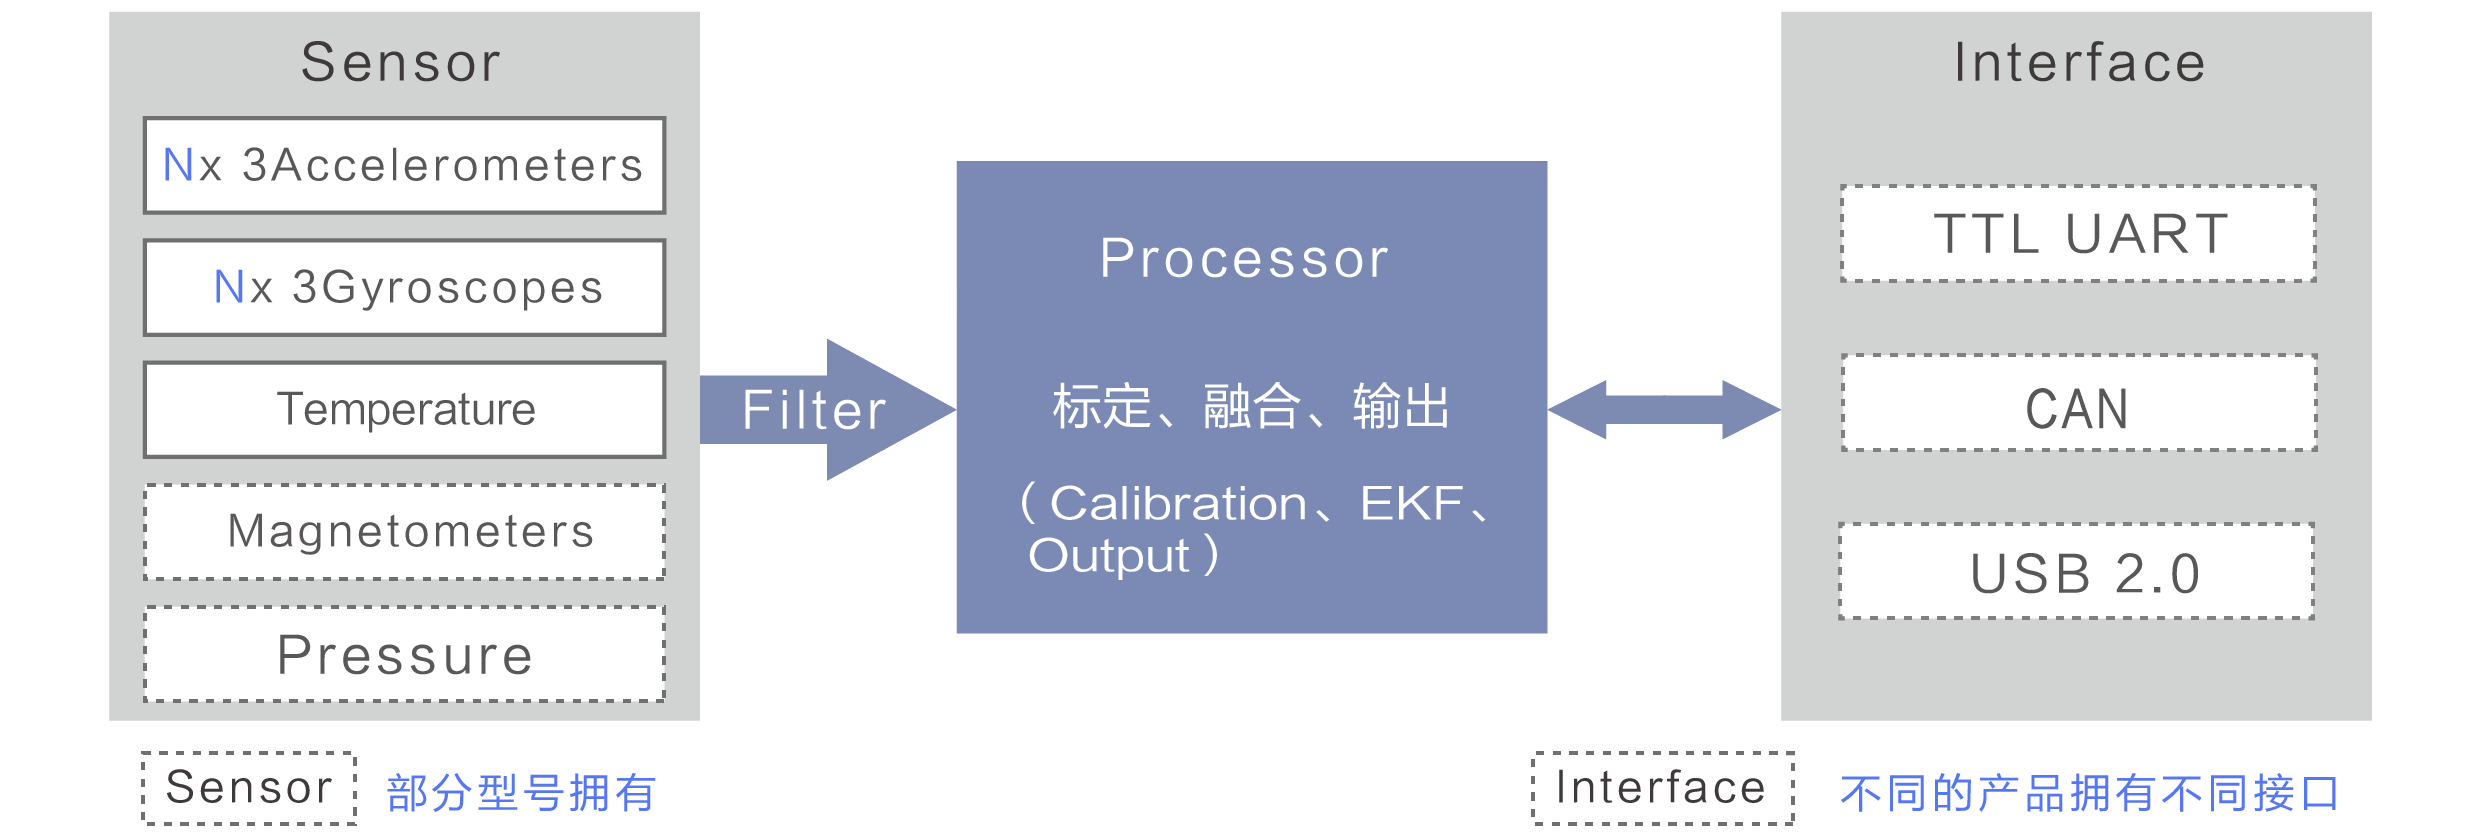 Sensor
Nx 3Accelerometers
Nx 3Gyroscopes
Temperature
Magnetometers
Pressure
Filter
Processor
标定、融合、输出
（Calibration、EKF、
Output）
Interface
TTL UART
CAN
USB 2.0
Sensor 部分型号拥有
Interface 不同的产品拥有不同接口